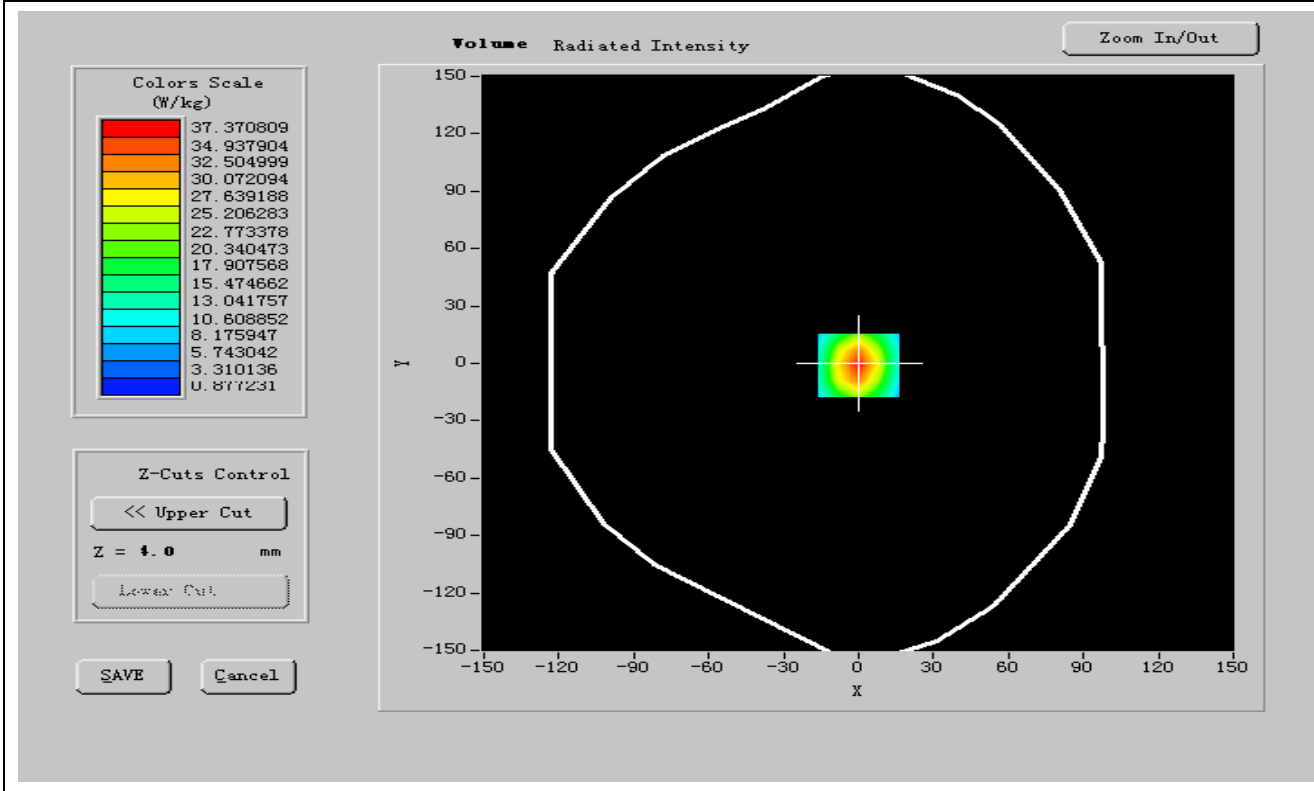 Volume Radiated Intensity
Zoom In/Out
Colors Scale
(W/kg)
37.370809
34.937904
32.504999
30.072094
27.639188
25.206283
22.773378
20.340473
17.907568
15.474662
13.041757
10.608852
8.175947
5.743042
3.310136
0.877231
Z-Cuts Control
<< Upper Cut
Z = 4.0 mm
Lower Cut
SAVE Cancel
150
120
90
60
30
0
-30
-60
-90
-120
-150
Y
-150 -120 -90 -60 -30 0 30 60 90 120 150
X